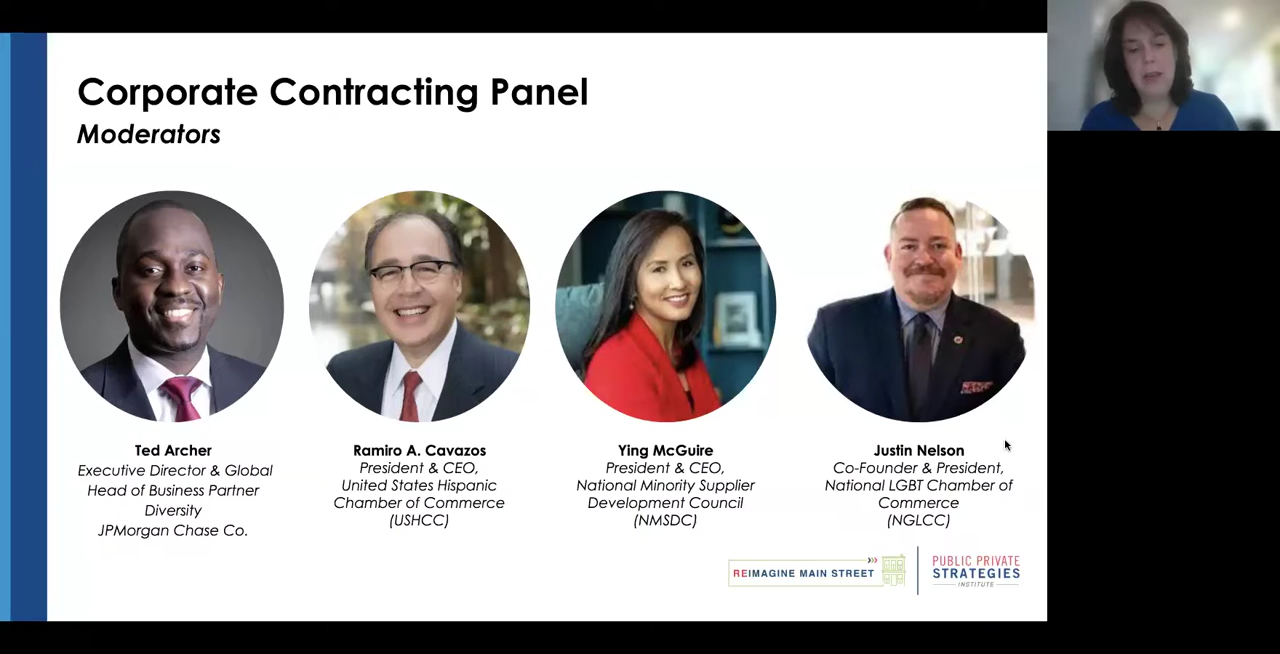 Corporate Contracting Panel
Moderators
Ted Archer
Executive Director & Global
Head of Business Partner
Diversity
JPMorgan Chase Co.
Ramiro A. Cavazos
President & CEO,
United States Hispanic
Chamber of Commerce
(USHCC)
Ying McGuire
President & CEO,
National Minority Supplier
Development Council
(NMSDC)
Justin Nelson
Co-Founder & President,
National LGBT Chamber of
Commerce
(NGLCC)
REIMAGINE MAIN STREET
PUBLIC PRIVATE
STRATEGIES
INSTITUTE